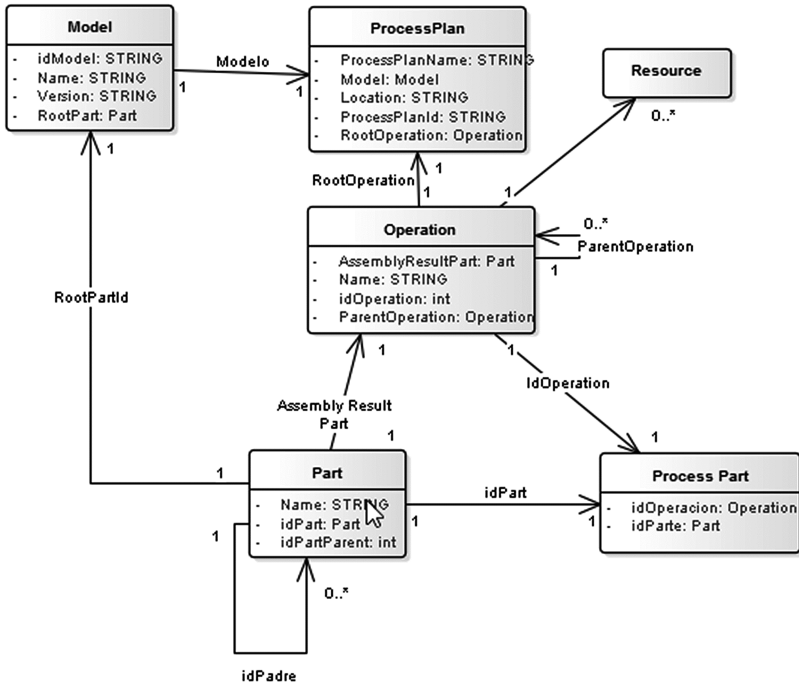 Model
- idModel: STRING
- Name: STRING
- Version: STRING
- RootPart: Part
Modelo
1
1
ProcessPlan
- ProcessPlanName: STRING
- Model: Model
- Location: STRING
- ProcessPlanId: STRING
- RootOperation: Operation
Resource
0..*
1
RootOperation
1
1
1
Operation
- AssemblyResultPart: Part
- Name: STRING
- idOperation: int
- ParentOperation: Operation
0..*
ParentOperation
1
RootPartId
1
1
IdOperation
1
Assembly Result
Part
1
1
Part
- Name: STRING
- idPart: Part
- idPartParent: int
1
idPart
1
1
Process Part
- idOperacion: Operation
- idParte: Part
0..*
idPadre